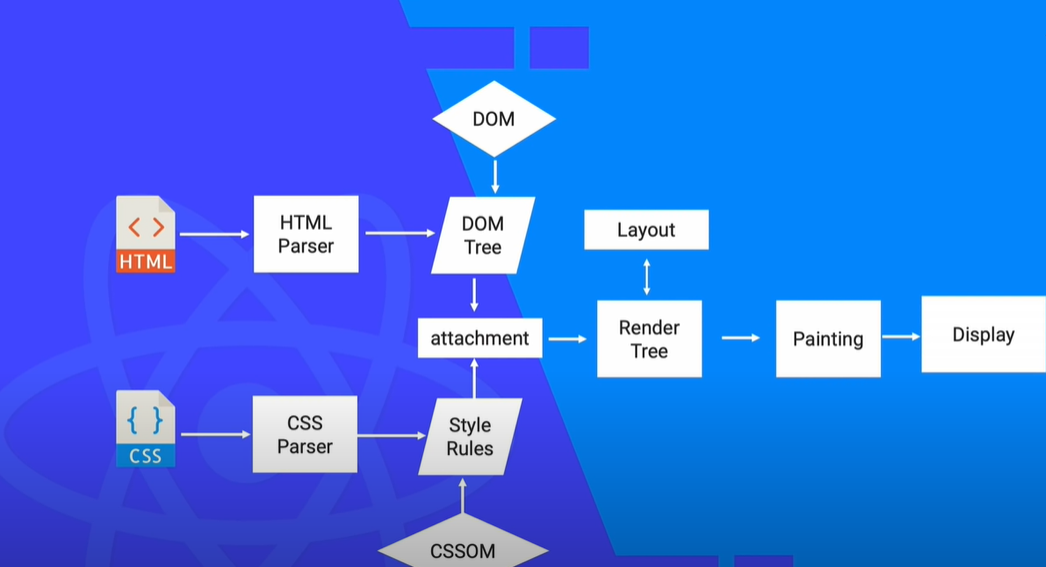 DOM
< >
HTML
HTML
Parser
DOM
Tree
Layout
attachment
Render
Tree
Painting
Display
{ }
CSS
CSS
Parser
Style
Rules
CSSOM